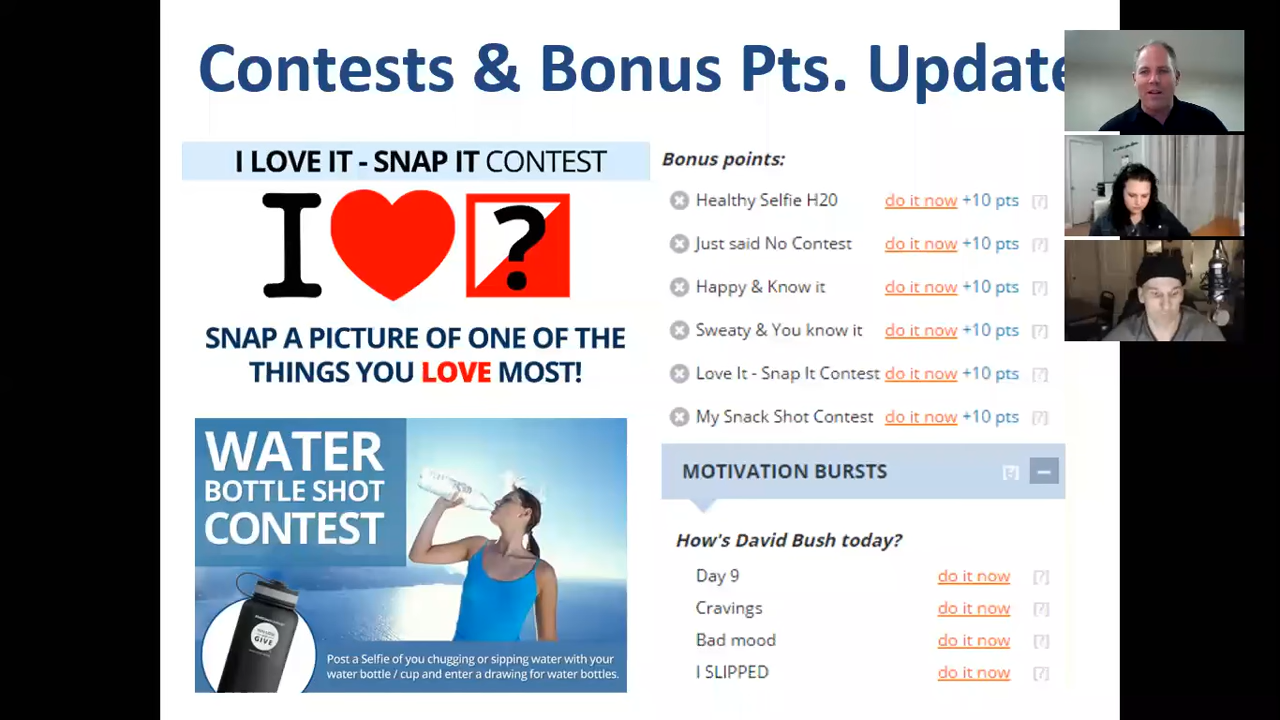 Contests & Bonus Pts. Update
I LOVE IT - SNAP IT CONTEST
I ?
SNAP A PICTURE OF ONE OF THE
THINGS YOU LOVE MOST!
WATER
BOTTLE SHOT
CONTEST
GIVE
Post a Selfie of you chugging or sipping water with your
water bottle / cup and enter a drawing for water bottles.
Bonus points:
Healthy Selfie H20 do it now +10 pts [?]
Just said No Contest do it now +10 pts [?]
Happy & Know it do it now +10 pts [?]
Sweaty & You know it do it now +10 pts [?]
Love It - Snap It Contest do it now +10 pts [?]
My Snack Shot Contest do it now +10 pts [?]
MOTIVATION BURSTS [?]
How's David Bush today?
Day 9 do it now [?]
Cravings do it now [?]
Bad mood do it now [?]
I SLIPPED do it now [?]